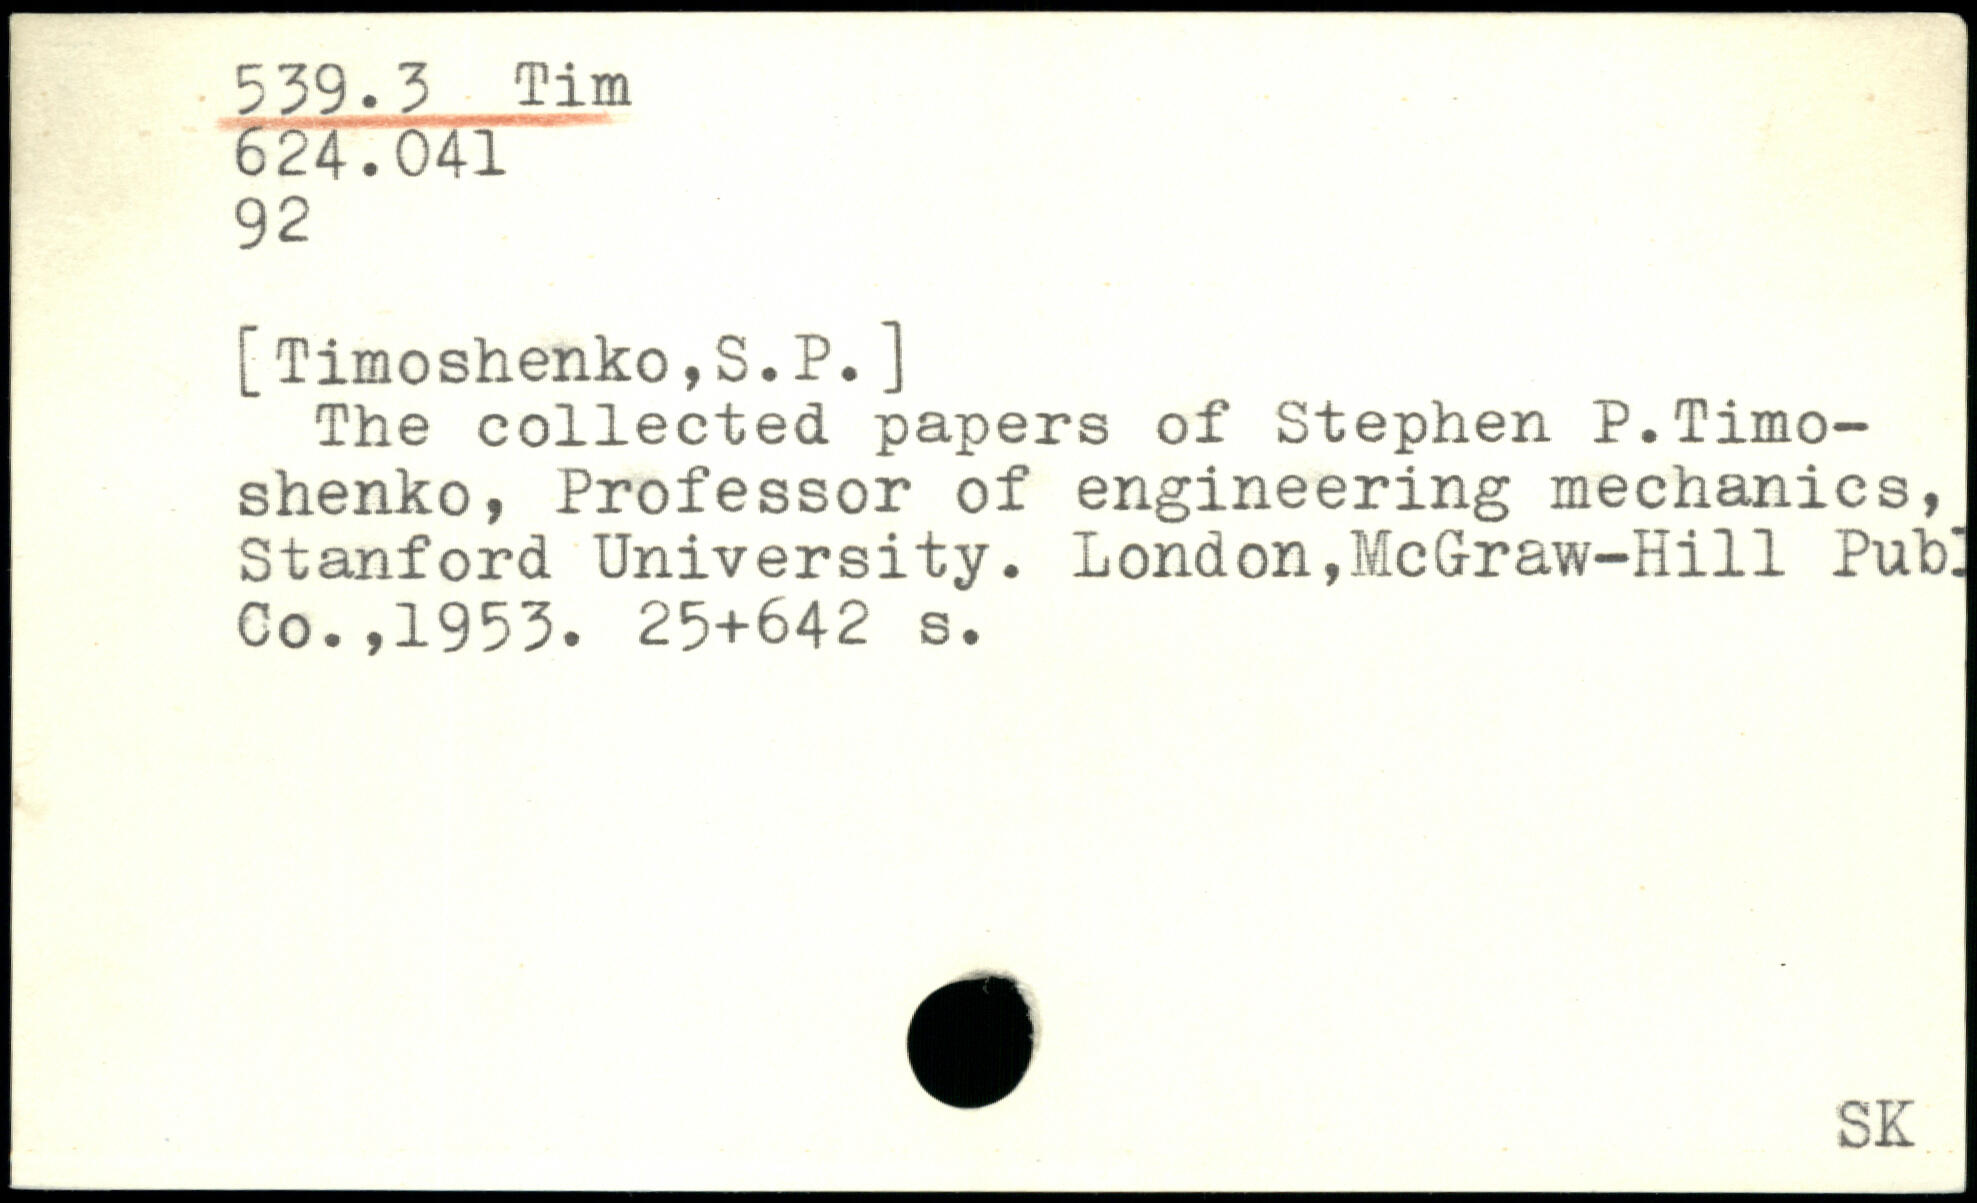 539.3 Tim
624.041
92
[Timoshenko,S.P.]
The collected papers of Stephen P.Timo-
shenko, Professor of engineering mechanics,
Stanford University. London,McGraw-Hill Publ
Co.,1953. 25+642 s.
SK